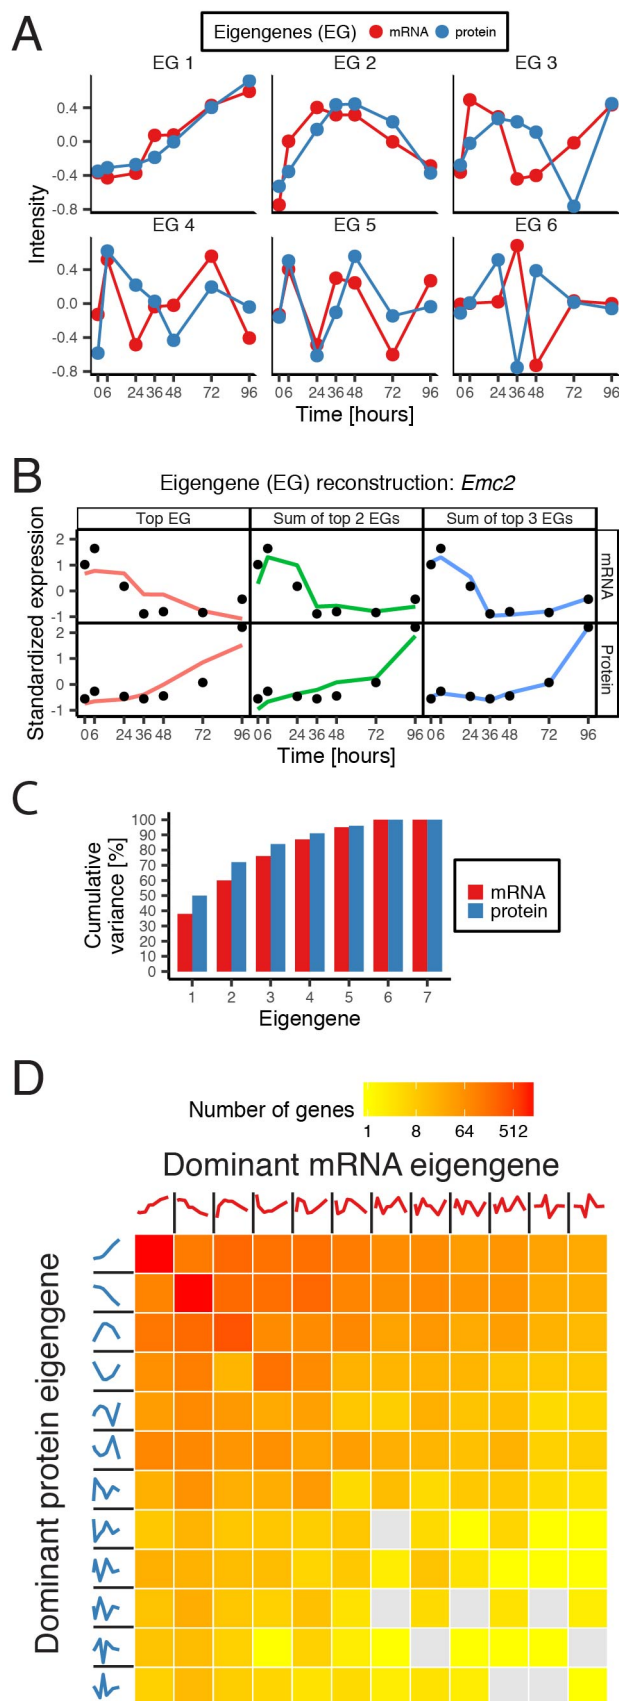 A
Eigengenes (EG) mRNA protein
EG 1 EG 2 EG 3
0.4
0.0
-0.4
-0.8
Intensity
EG 4 EG 5 EG 6
0.4
0.0
-0.4
-0.8
0 6 24 36 48 72 96 0 6 24 36 48 72 96 0 6 24 36 48 72 96
Time [hours]
B
Eigengene (EG) reconstruction: Emc2
Top EG Sum of top 2 EGs Sum of top 3 EGs
Standardized expression
2
1
0
-1
mRNA
2
1
0
-1
Protein
0 6 24 36 48 72 96 0 6 24 36 48 72 96 0 6 24 36 48 72 96
Time [hours]
C
Cumulative
variance [%]
100
90
80
70
60
50
40
30
20
10
0
mRNA
protein
1 2 3 4 5 6 7
Eigengene
D
Number of genes
1 8 64 512
Dominant mRNA eigengene
Dominant protein eigengene